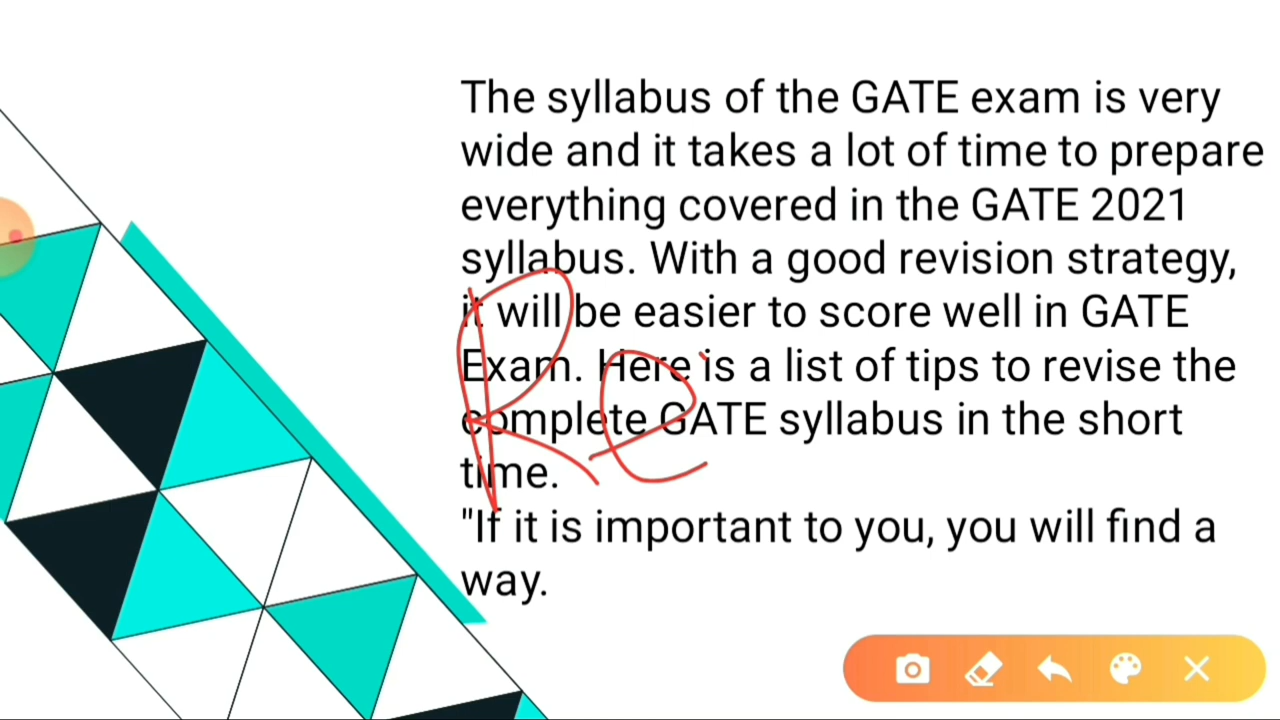 The syllabus of the GATE exam is very
wide and it takes a lot of time to prepare
everything covered in the GATE 2021
syllabus. With a good revision strategy,
it will be easier to score well in GATE
Exam. Here is a list of tips to revise the
complete GATE syllabus in the short
time.
"If it is important to you, you will find a
way.
Re